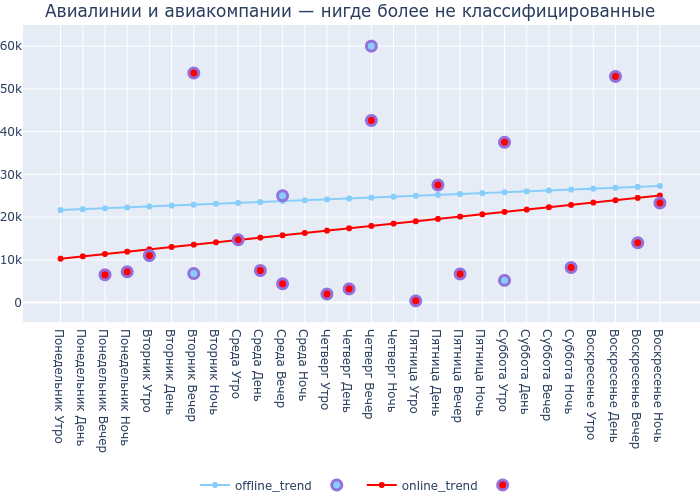 Авиалинии и авиакомпании — нигде более не классифицированные
60k
50k
40k
30k
20k
10k
0
Понедельник Утро
Понедельник День
Понедельник Вечер
Понедельник Ночь
Вторник Утро
Вторник День
Вторник Вечер
Вторник Ночь
Среда Утро
Среда День
Среда Вечер
Среда Ночь
Четверг Утро
Четверг День
Четверг Вечер
Четверг Ночь
Пятница Утро
Пятница День
Пятница Вечер
Пятница Ночь
Суббота Утро
Суббота День
Суббота Вечер
Суббота Ночь
Воскресенье Утро
Воскресенье День
Воскресенье Вечер
Воскресенье Ночь
offline_trend
online_trend